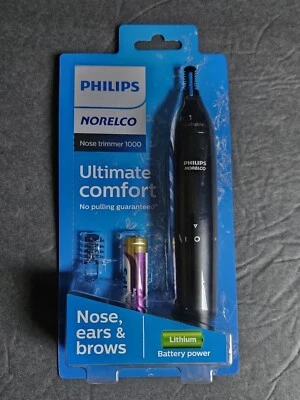 PHILIPS
NORELCO
Nose trimmer 1000
Ultimate
comfort
No pulling guaranteed*
PHILIPS
NORELCO
Nose,
ears &
brows
Lithium
Battery power